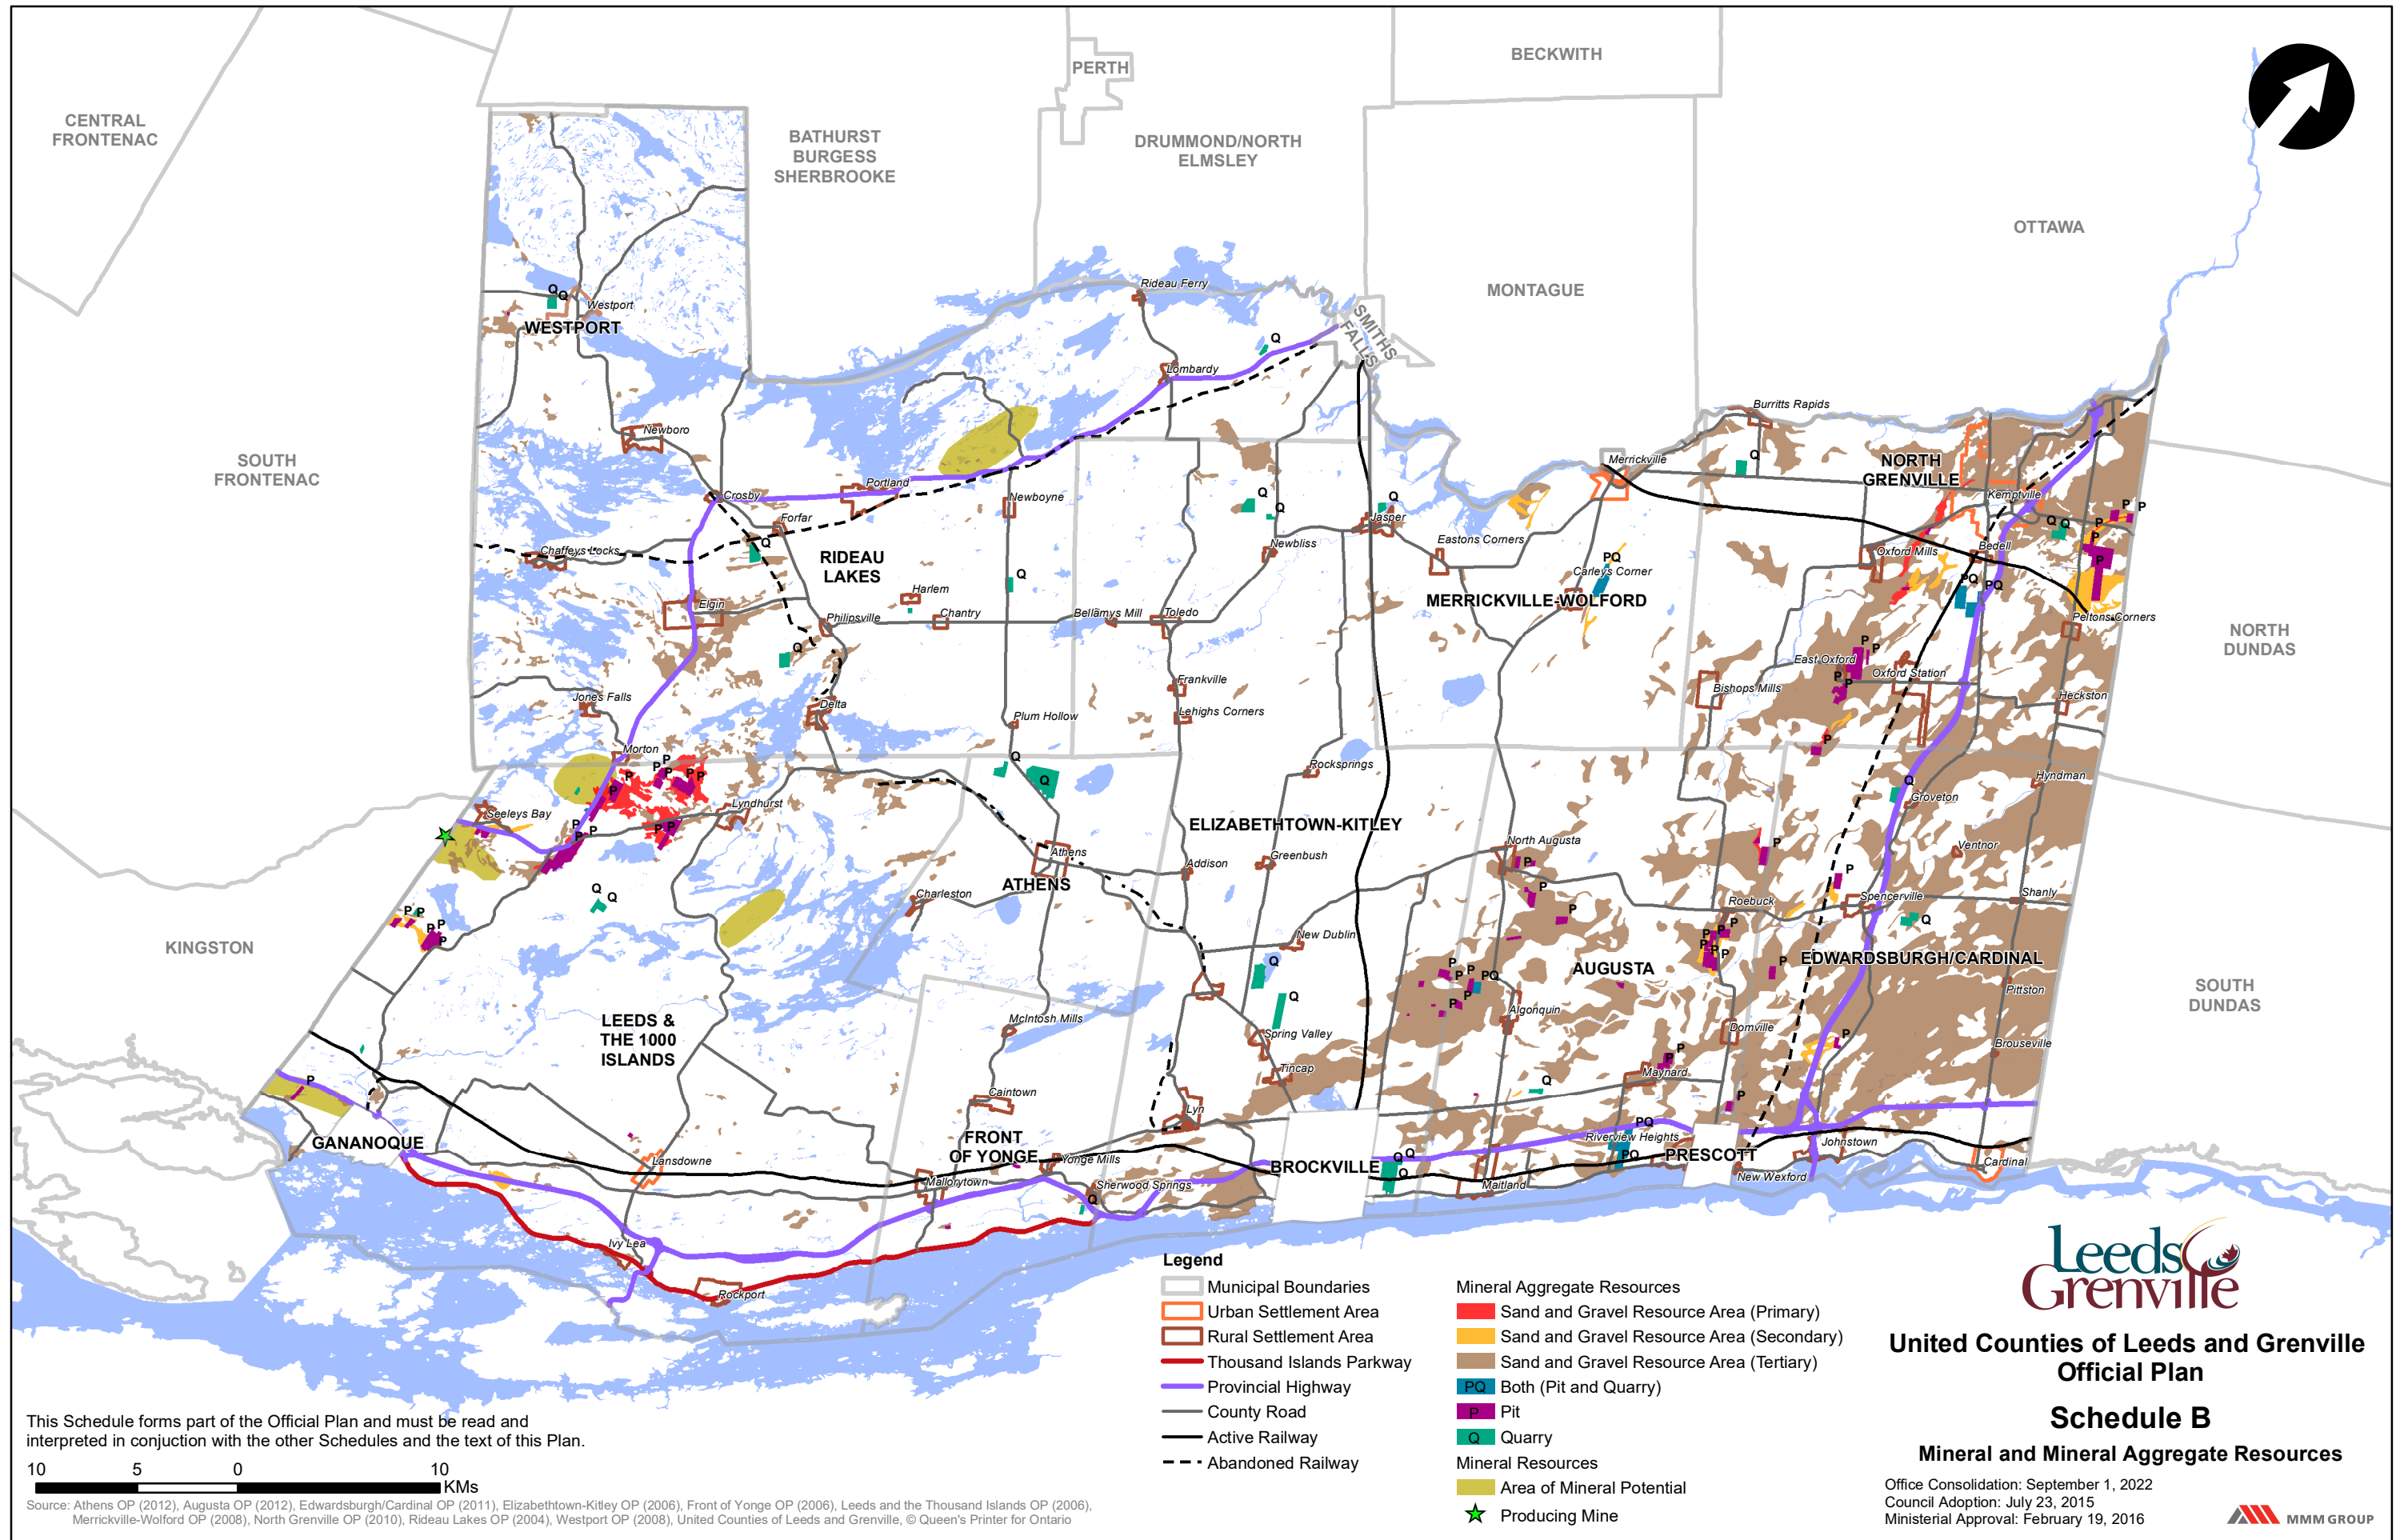 CENTRAL
FRONTENAC
BATHURST
BURGESS
SHERBROOKE
PERTH
DRUMMOND/NORTH
ELMSLEY
BECKWITH
MONTAGUE
OTTAWA
SMITHS
FALLS
SOUTH
FRONTENAC
KINGSTON
NORTH
DUNDAS
SOUTH
DUNDAS
Westport
WESTPORT
Rideau Ferry
Lombardy
Newboro
Crosby
Portland
Newboyne
Forfar
Chaffeys Locks
RIDEAU
LAKES
Elgin
Harlem
Chantry
Philipsville
Bellamys Mill
Toledo
Jones Falls
Delta
Plum Hollow
Frankville
Lehighs Corners
Morton
Newbliss
Jasper
Eastons Corners
Merrickville
Carleys Corner
MERRICKVILLE-WOLFORD
Burritts Rapids
NORTH
GRENVILLE
Kemptville
Oxford Mills
Bedell
Peltons Corners
East Oxford
Oxford Station
Bishops Mills
Heckston
Hyndman
Groveton
Ventnor
Shanly
Spencerville
Roebuck
EDWARDSBURGH/CARDINAL
Pittston
Brouseville
Domville
Johnstown
New Wexford
Cardinal
Seeleys Bay
Lyndhurst
Rocksprings
ELIZABETHTOWN-KITLEY
Athens
ATHENS
Addison
Greenbush
Charleston
New Dublin
North Augusta
AUGUSTA
Algonquin
Maynard
Spring Valley
Tincap
Lyn
LEEDS &
THE 1000
ISLANDS
McIntosh Mills
Caintown
FRONT
OF YONGE
Yonge Mills
Mallorytown
Sherwood Springs
GANANOQUE
Lansdowne
Ivy Lea
Rockport
BROCKVILLE
Maitland
Riverview Heights
PRESCOTT
P
Q
PQ
Legend
Municipal Boundaries
Urban Settlement Area
Rural Settlement Area
Thousand Islands Parkway
Provincial Highway
County Road
Active Railway
Abandoned Railway
Mineral Aggregate Resources
Sand and Gravel Resource Area (Primary)
Sand and Gravel Resource Area (Secondary)
Sand and Gravel Resource Area (Tertiary)
PQ Both (Pit and Quarry)
P Pit
Q Quarry
Mineral Resources
Area of Mineral Potential
Producing Mine
Leeds
Grenville
United Counties of Leeds and Grenville
Official Plan
Schedule B
Mineral and Mineral Aggregate Resources
Office Consolidation: September 1, 2022
Council Adoption: July 23, 2015
Ministerial Approval: February 19, 2016
MMM GROUP
This Schedule forms part of the Official Plan and must be read and
interpreted in conjuction with the other Schedules and the text of this Plan.
10 5 0 10
KMs
Source: Athens OP (2012), Augusta OP (2012), Edwardsburgh/Cardinal OP (2011), Elizabethtown-Kitley OP (2006), Front of Yonge OP (2006), Leeds and the Thousand Islands OP (2006),
Merrickville-Wolford OP (2008), North Grenville OP (2010), Rideau Lakes OP (2004), Westport OP (2008), United Counties of Leeds and Grenville, © Queen's Printer for Ontario